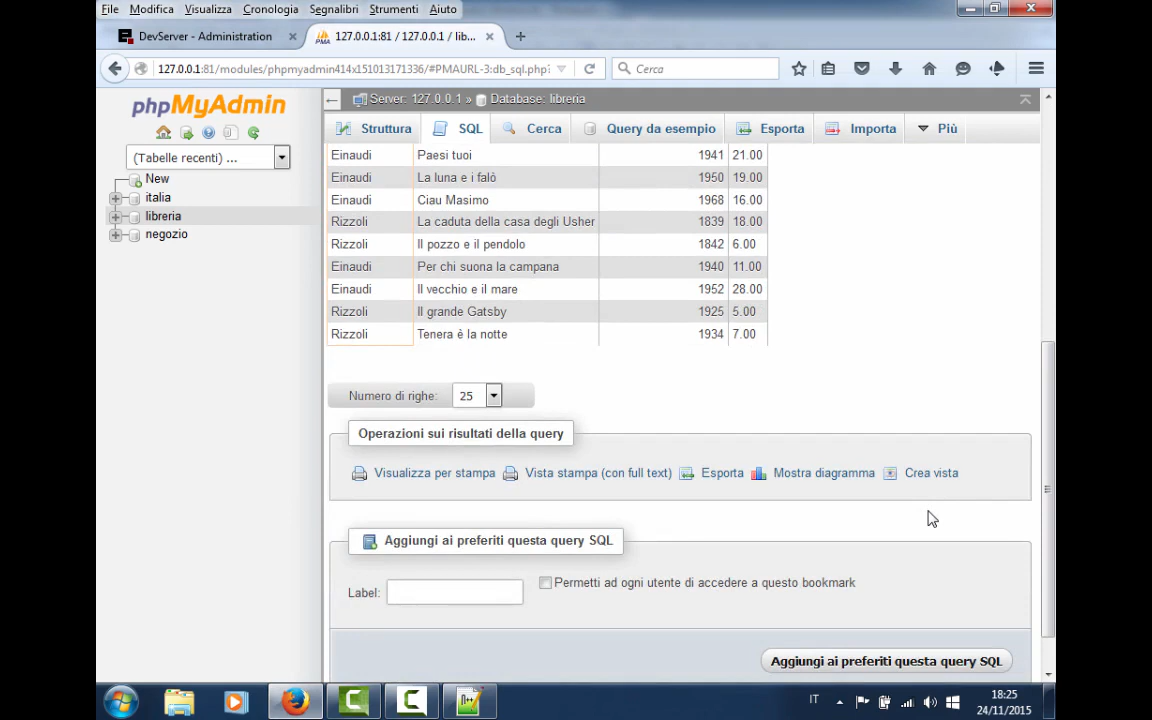 File Modifica Visualizza Cronologia Segnalibri Strumenti Aiuto
DevServer - Administration × 127.0.0.1:81 / 127.0.0.1 / lib... × +
127.0.0.1:81/modules/phpmyadmin414x151013171336/#PMAURL-3:db_sql.php? Cerca
phpMyAdmin
(Tabelle recenti) ...
New
italia
libreria
negozio
Server: 127.0.0.1 » Database: libreria
Struttura SQL Cerca Query da esempio Esporta Importa Più
Einaudi Paesi tuoi 1941 21.00
Einaudi La luna e i falò 1950 19.00
Einaudi Ciau Masimo 1968 16.00
Rizzoli La caduta della casa degli Usher 1839 18.00
Rizzoli Il pozzo e il pendolo 1842 6.00
Einaudi Per chi suona la campana 1940 11.00
Einaudi Il vecchio e il mare 1952 28.00
Rizzoli Il grande Gatsby 1925 5.00
Rizzoli Tenera è la notte 1934 7.00
Numero di righe: 25
Operazioni sui risultati della query
Visualizza per stampa Vista stampa (con full text) Esporta Mostra diagramma Crea vista
Aggiungi ai preferiti questa query SQL
Label: Permetti ad ogni utente di accedere a questo bookmark
Aggiungi ai preferiti questa query SQL
IT 18:25
24/11/2015